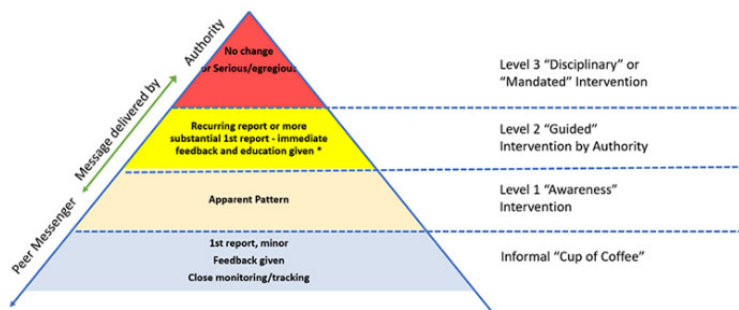 Authority
Message delivered by
Peer Messenger
No change
or Serious/egregious
Level 3 “Disciplinary” or
“Mandated” Intervention
Recurring report or more
substantial 1st report - immediate
feedback and education given *
Level 2 “Guided”
Intervention by Authority
Apparent Pattern
Level 1 “Awareness”
Intervention
1st report, minor
Feedback given
Close monitoring/tracking
Informal “Cup of Coffee”